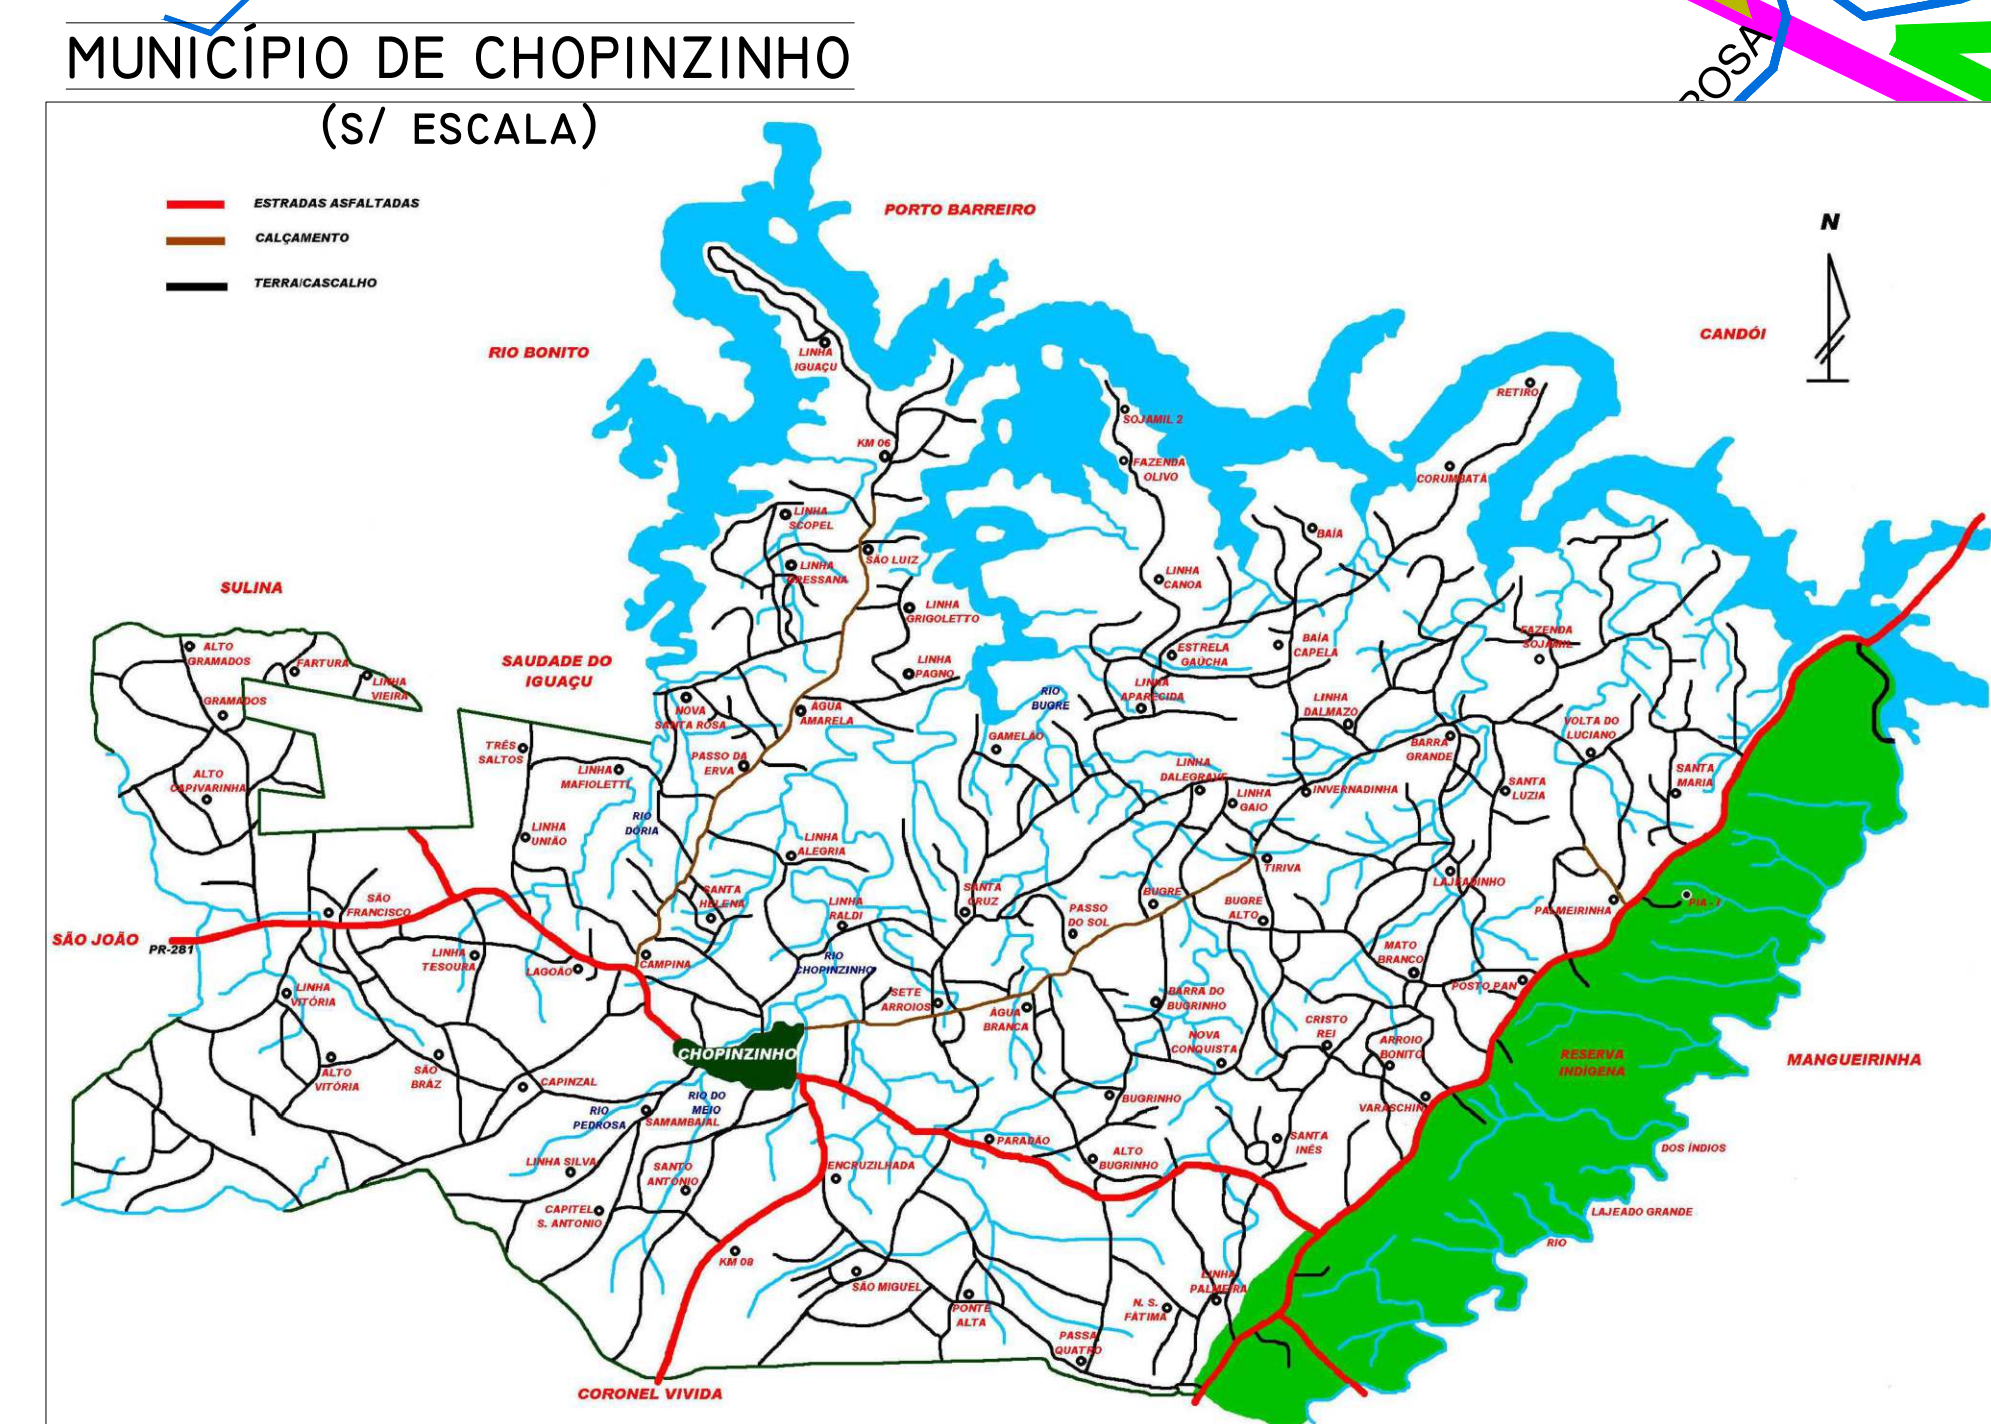 MUNICÍPIO DE CHOPINZINHO
(S/ ESCALA)
ROSA
ESTRADAS ASFALTADAS
CALÇAMENTO
TERRA/CASCALHO
PORTO BARREIRO
N
RIO BONITO
CANDÓI
LINHA
IGUAÇU
RETIRO
SOJAMIL 2
KM 06
FAZENDA
OLIVO
CORUMBATÁ
LINHA
SCOPEL
BAÍA
SÃO LUIZ
LINHA
PRESSANA
LINHA
CANOA
SULINA
LINHA
GRIGOLETTO
FAZENDA
SOJAMIL
ALTO
GRAMADOS
FARTURA
LINHA
VIEIRA
GRAMADOS
SAUDADE DO
IGUAÇU
LINHA
PAGNO
ESTRELA
GAÚCHA
BAÍA
CAPELA
RIO
BUGRE
LINHA
APARECIDA
LINHA
DALMAZO
NOVA
SANTA ROSA
ÁGUA
AMARELA
VOLTA DO
LUCIANO
TRÊS
SALTOS
GAMELÃO
BARRA
GRANDE
PASSO DA
ERVA
LINHA
MAFIOLETTI
LINHA
DALEGRAVE
ALTO
CAPIVARINHA
LINHA
GAIO
INVERNADINHA
SANTA
LUZIA
SANTA
MARIA
RIO
DORIA
LINHA
UNIÃO
LINHA
ALEGRIA
TIRIVA
LAJEADINHO
SÃO
FRANCISCO
SANTA
HELENA
LINHA
RALDI
SANTA
CRUZ
PASSO
DO SOL
BUGRE
BUGRE
ALTO
PALMEIRINHA
PIA - I
SÃO JOÃO
PR-281
LINHA
TESOURA
LAGOÃO
CAMPINA
RIO
CHOPINZINHO
MATO
BRANCO
POSTO PAN
LINHA
VITÓRIA
SETE
ARROIOS
ÁGUA
BRANCA
BARRA DO
BUGRINHO
CRISTO
REI
NOVA
CONQUISTA
ARROIO
BONITO
CHOPINZINHO
RESERVA
INDÍGENA
MANGUEIRINHA
ALTO
VITÓRIA
SÃO
BRÁZ
CAPINZAL
RIO
PEDROSA
RIO DO
MEIO
SAMAMBAIAL
BUGRINHO
VARASCHIN
PARADÃO
SANTA
INÊS
DOS ÍNDIOS
LINHA SILVA
SANTO
ANTONIO
ENCRUZILHADA
ALTO
BUGRINHO
CAPITEL
S. ANTONIO
LAJEADO GRANDE
RIO
KM 08
SÃO MIGUEL
LINHA
PALMEIRA
PONTE
ALTA
N. S.
FÁTIMA
PASSA
QUATRO
CORONEL VIVIDA